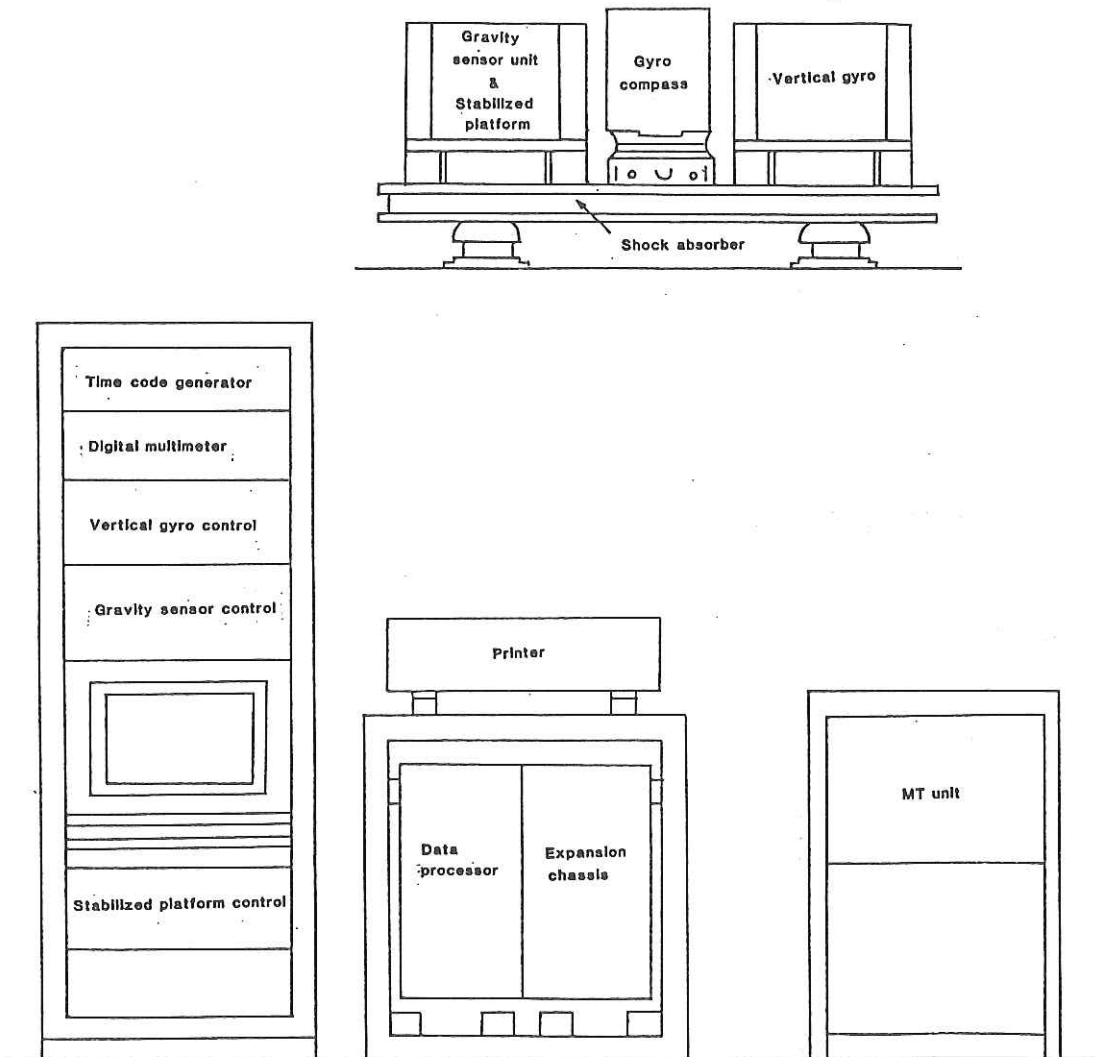 Gravity
sensor unit
&
Stabilized
platform
Gyro
compass
Vertical gyro
Shock absorber
Time code generator
Digital multimeter
Vertical gyro control
Gravity sensor control
Stabilized platform control
Printer
Data
processor
Expansion
chassis
MT unit